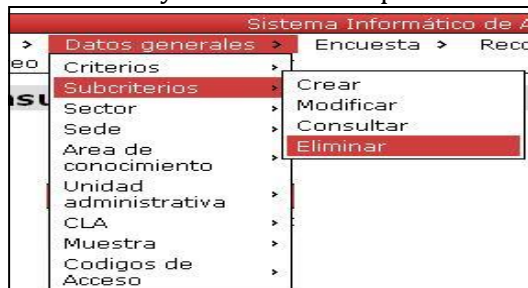 Sistema Informático de A
> Datos generales > Encuesta > Reco
eo
Criterios >
Subcriterios >
Sector >
Sede >
Area de
conocimiento >
Unidad
administrativa >
CLA >
Muestra >
Codigos de
Acceso >
Crear
Modificar
Consultar
Eliminar